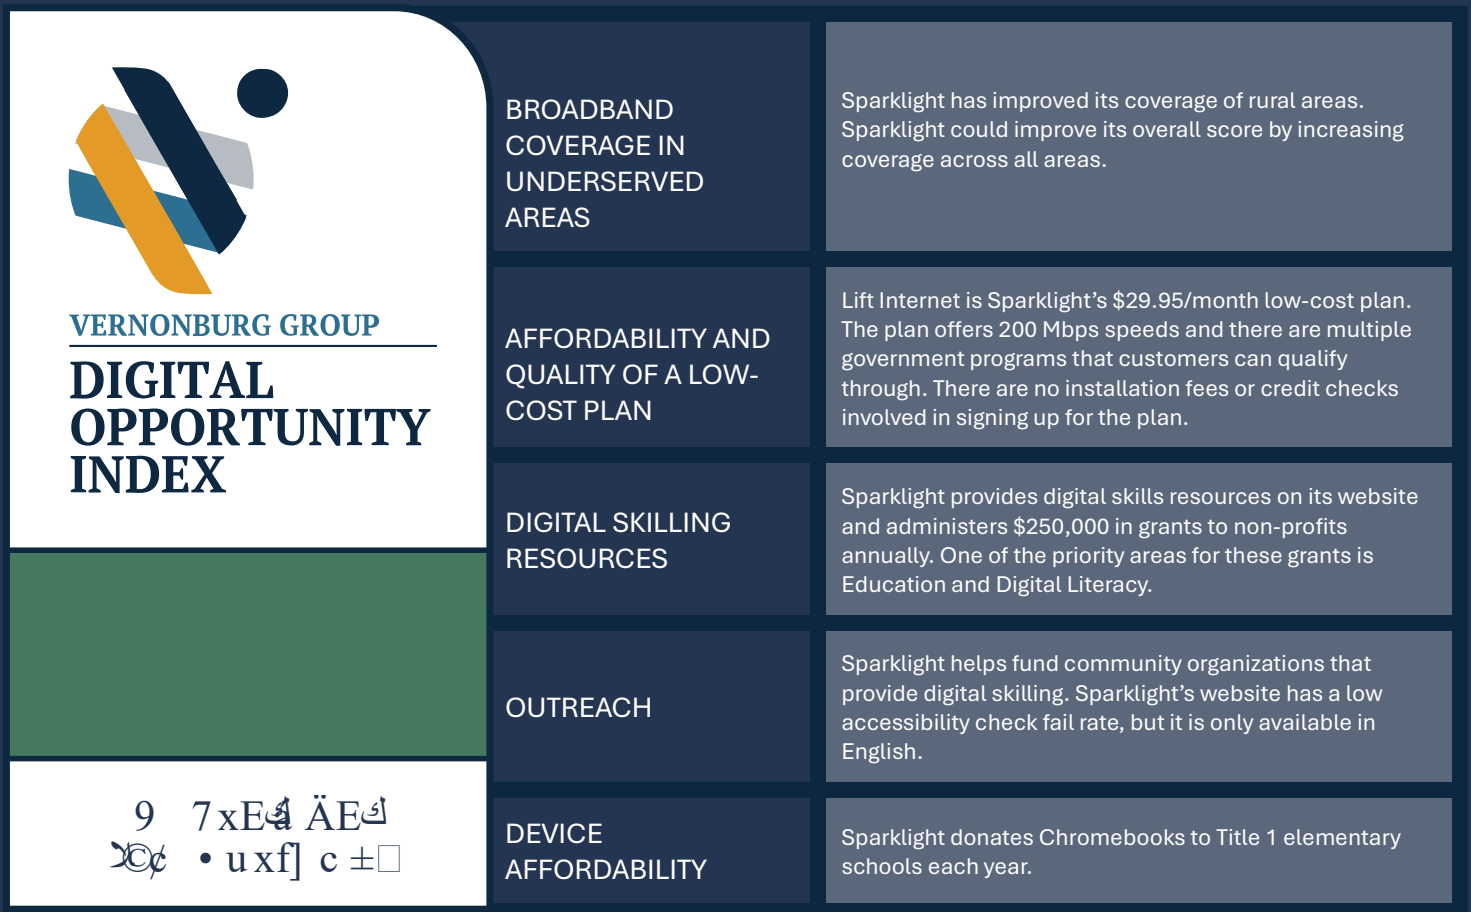 VERNONBURG GROUP
DIGITAL
OPPORTUNITY
INDEX
BROADBAND
COVERAGE IN
UNDERSERVED
AREAS
Sparklight has improved its coverage of rural areas.
Sparklight could improve its overall score by increasing
coverage across all areas.
AFFORDABILITY AND
QUALITY OF A LOW-
COST PLAN
Lift Internet is Sparklight’s $29.95/month low-cost plan.
The plan offers 200 Mbps speeds and there are multiple
government programs that customers can qualify
through. There are no installation fees or credit checks
involved in signing up for the plan.
DIGITAL SKILLING
RESOURCES
Sparklight provides digital skills resources on its website
and administers $250,000 in grants to non-profits
annually. One of the priority areas for these grants is
Education and Digital Literacy.
OUTREACH
Sparklight helps fund community organizations that
provide digital skilling. Sparklight’s website has a low
accessibility check fail rate, but it is only available in
English.
DEVICE
AFFORDABILITY
Sparklight donates Chromebooks to Title 1 elementary
schools each year.